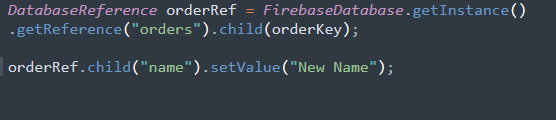 DatabaseReference orderRef = FirebaseDatabase.getInstance()
.getReference("orders").child(orderKey);
orderRef.child("name").setValue("New Name");